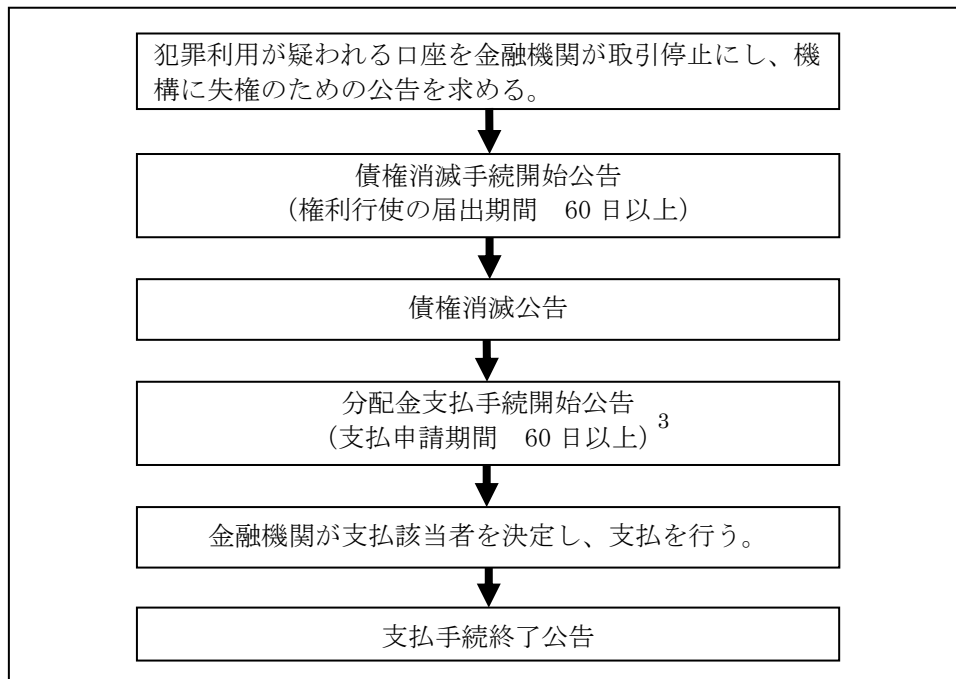 犯罪利用が疑われる口座を金融機関が取引停止にし、機
構に失権のための公告を求める。
債権消滅手続開始公告
（権利行使の届出期間　60 日以上）
債権消滅公告
分配金支払手続開始公告
（支払申請期間　60 日以上）3
金融機関が支払該当者を決定し、支払を行う。
支払手続終了公告